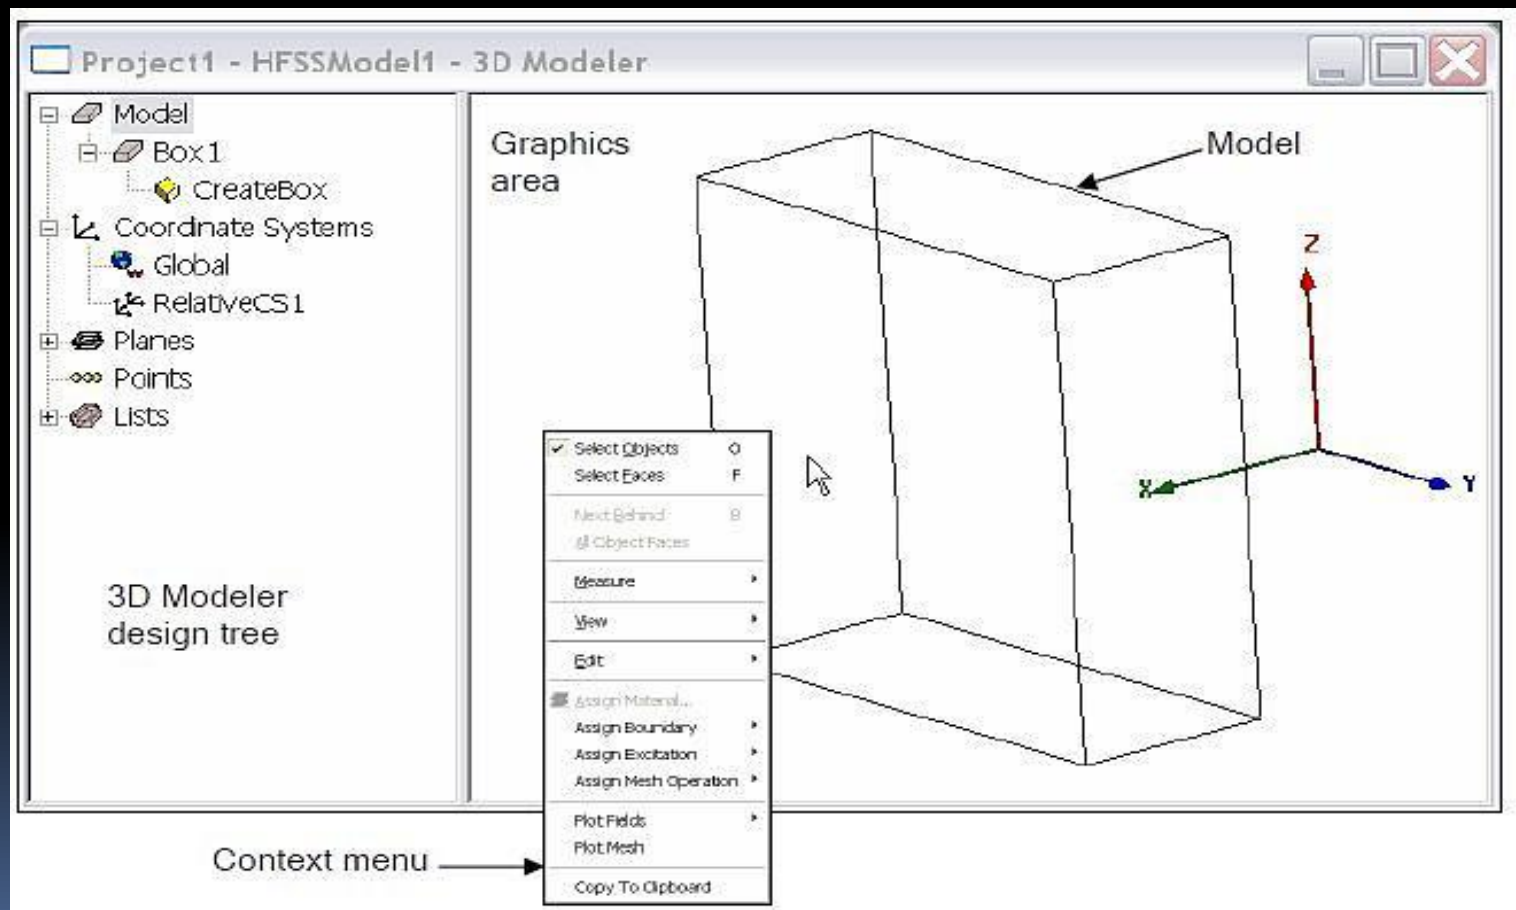 Project1 - HFSSModel1 - 3D Modeler
Model
Box1
CreateBox
Coordinate Systems
Global
RelativeCS1
Planes
Points
Lists
3D Modeler
design tree
Graphics
area
Model
Z
X
Y
Select Objects O
Select Faces F
Next Behind B
All Object Faces
Measure
View
Edit
Assign Material...
Assign Boundary
Assign Excitation
Assign Mesh Operation
Plot Fields
Plot Mesh
Copy To Clipboard
Context menu